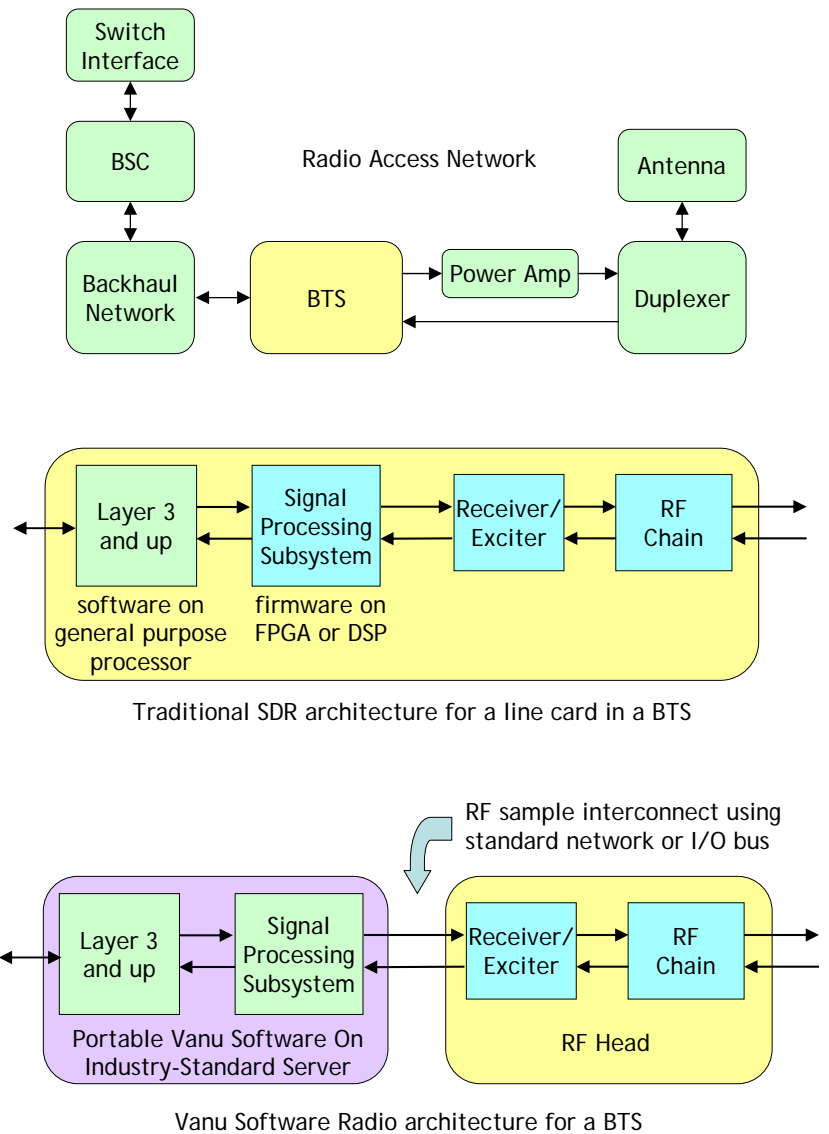 Switch
Interface
BSC
Radio Access Network
Antenna
Backhaul
Network
BTS
Power Amp
Duplexer
Layer 3
and up
Signal
Processing
Subsystem
Receiver/
Exciter
RF
Chain
software on
general purpose
processor
firmware on
FPGA or DSP
Traditional SDR architecture for a line card in a BTS
RF sample interconnect using
standard network or I/O bus
Layer 3
and up
Signal
Processing
Subsystem
Receiver/
Exciter
RF
Chain
Portable Vanu Software On
Industry-Standard Server
RF Head
Vanu Software Radio architecture for a BTS